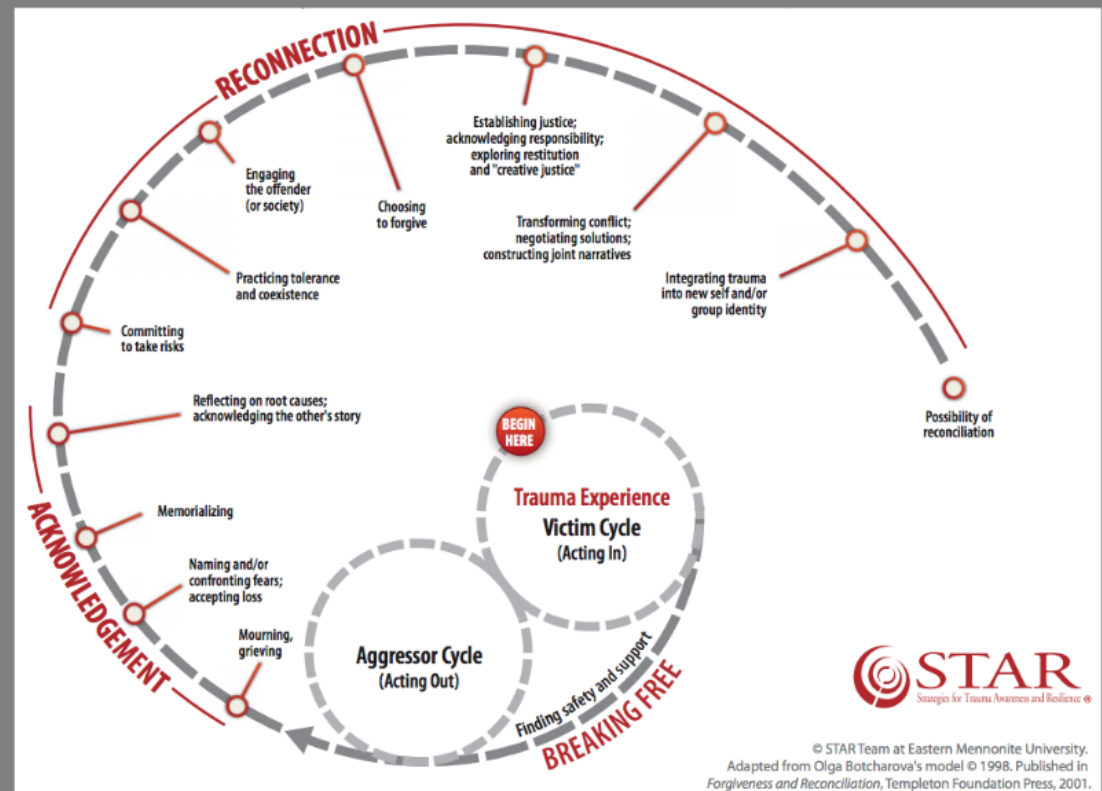 RECONNECTION
Establishing justice;
acknowledging responsibility;
exploring restitution
and "creative justice"
Engaging
the offender
(or society)
Choosing
to forgive
Transforming conflict;
negotiating solutions;
constructing joint narratives
Practicing tolerance
and coexistence
Integrating trauma
into new self and/or
group identity
Committing
to take risks
Reflecting on root causes;
acknowledging the other's story
Possibility of
reconciliation
BEGIN
HERE
Trauma Experience
Victim Cycle
(Acting In)
Memorializing
ACKNOWLEDGEMENT
Naming and/or
confronting fears;
accepting loss
Mourning,
grieving
Aggressor Cycle
(Acting Out)
Finding safety and support
BREAKING FREE
STAR
Strategies for Trauma Awareness and Resilience ®
© STAR Team at Eastern Mennonite University.
Adapted from Olga Botcharova's model © 1998. Published in
Forgiveness and Reconciliation, Templeton Foundation Press, 2001.